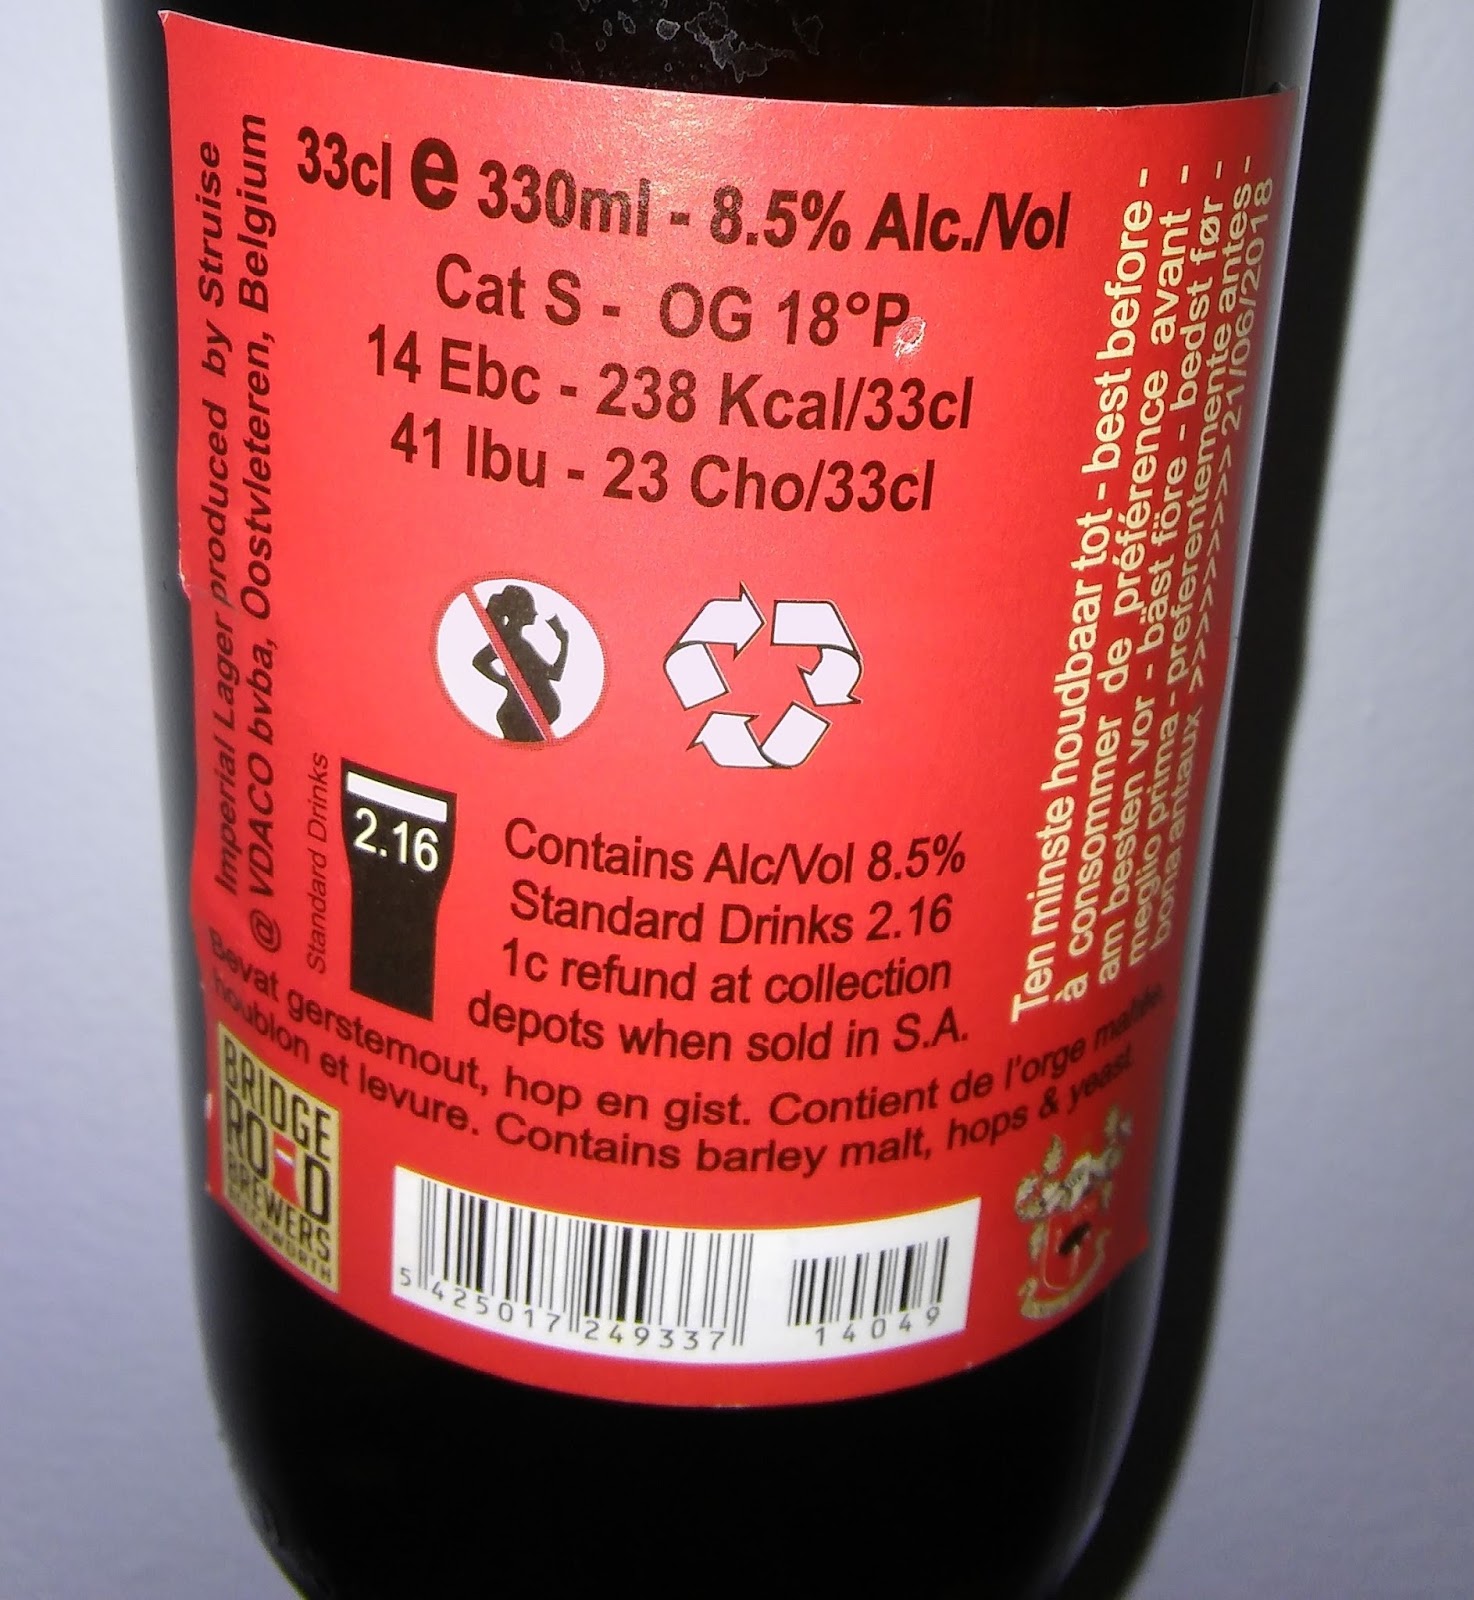 33cl e 330ml - 8.5% Alc./Vol
Cat S - OG 18°P
14 Ebc - 238 Kcal/33cl
41 Ibu - 23 Cho/33cl
Imperial Lager produced by Struise
@ VDACO bvba, Oostvleteren, Belgium
Ten minste houdbaar tot - best before -
à consommer de préférence avant -
am besten vor - bäst före - bedst før -
meglio prima - preferentemente antes -
bona antaux >>>>>>>>>>>> 21/06/2018
Standard Drinks
2.16
Contains Alc/Vol 8.5%
Standard Drinks 2.16
1c refund at collection
depots when sold in S.A.
Bevat gerstemout, hop en gist. Contient de l'orge maltée,
houblon et levure. Contains barley malt, hops & yeast.
BRIDGE
ROAD
BREWERS
5 425017 249337
14049